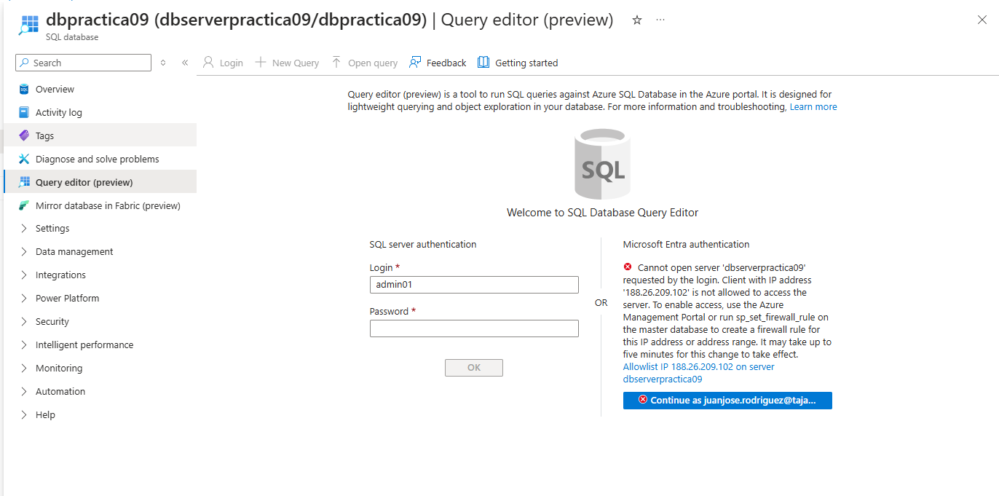 dbpractica09 (dbserverpractica09/dbpractica09) | Query editor (preview)
SQL database
Search
Login
New Query
Open query
Feedback
Getting started
SQL
Overview
Activity log
Tags
Diagnose and solve problems
Query editor (preview)
Mirror database in Fabric (preview)
Settings
Data management
Integrations
Power Platform
Security
Intelligent performance
Monitoring
Automation
Help
Query editor (preview) is a tool to run SQL queries against Azure SQL Database in the Azure portal. It is designed for
lightweight querying and object exploration in your database. For more information and troubleshooting, Learn more
SQL
Welcome to SQL Database Query Editor
SQL server authentication
Login *
admin01
Password *
OK
OR
Microsoft Entra authentication
Cannot open server 'dbserverpractica09'
requested by the login. Client with IP address
'188.26.209.102' is not allowed to access the
server. To enable access, use the Azure
Management Portal or run sp_set_firewall_rule on
the master database to create a firewall rule for
this IP address or address range. It may take up to
five minutes for this change to take effect.
Allowlist IP 188.26.209.102 on server
dbserverpractica09
Continue as juanjose.rodriguez@taja...